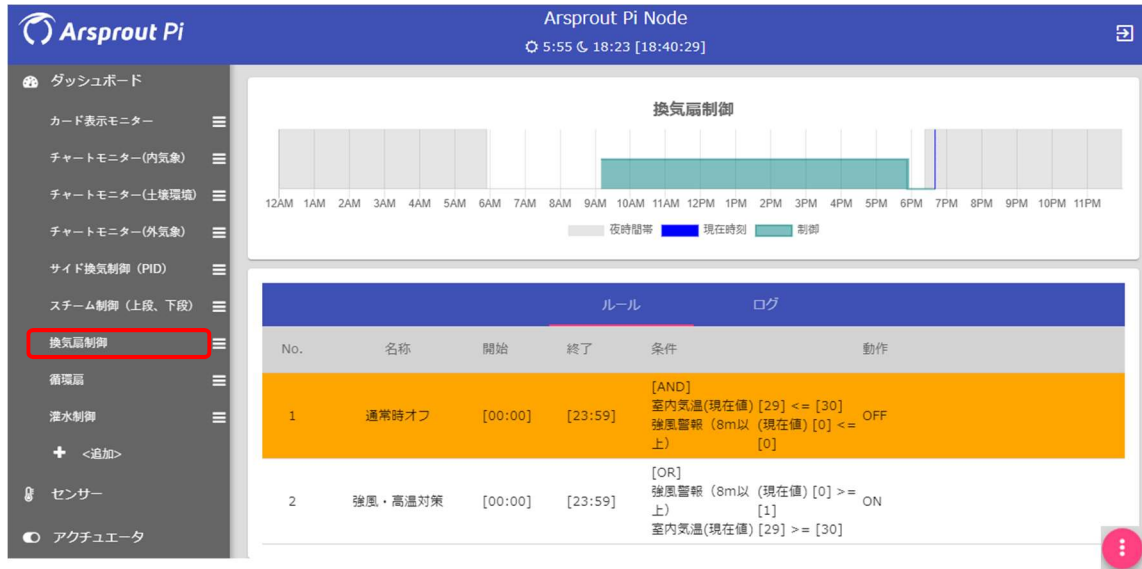 Arsprout Pi
Arsprout Pi Node
5:55 18:23 [18:40:29]
ダッシュボード
カード表示モニター
チャートモニター(内気象)
チャートモニター(土壌環境)
チャートモニター(外気象)
サイド換気制御（PID）
スチーム制御（上段、下段）
換気扇制御
循環扇
灌水制御
<追加>
センサー
アクチュエータ
換気扇制御
12AM 1AM 2AM 3AM 4AM 5AM 6AM 7AM 8AM 9AM 10AM 11AM 12PM 1PM 2PM 3PM 4PM 5PM 6PM 7PM 8PM 9PM 10PM 11PM
夜時間帯 現在時刻 制御
ルール ログ
No. 名称 開始 終了 条件 動作
[AND]
室内気温(現在値) [29] <= [30]
1 通常時オフ [00:00] [23:59] 強風警報（8m以 (現在値) [0] <= OFF
上） [0]
[OR]
強風警報（8m以 (現在値) [0] >=
2 強風・高温対策 [00:00] [23:59] 上） [1] ON
室内気温(現在値) [29] >= [30]